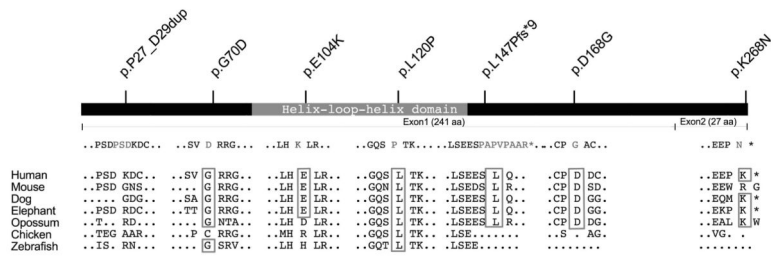 p.P27_D29dup p.G70D p.E104K p.L120P p.L147Pfs*9 p.D168G p.K268N
Helix-loop-helix domain
Exon1 (241 aa) Exon2 (27 aa)
..PSDPSDKDC.. ..SV D RRG.. ..LH K LR.. ..GQS P TK.. ..LSEESPAPVPAAR*.. ..CP G AC.. ..EEP N *
Human ..PSD KDC.. ..SV G RRG.. ..LH E LR.. ..GQS L TK.. ..LSEES L Q.. ..CP D DC.. ..EEP K *
Mouse ..PSD GNS.. ..SV G RRG.. ..LH E LR.. ..GQS L TK.. ..LSEDS L R.. ..CP D SD.. ..EEW R G
Dog .. GDG.. ..SA G RRG.. ..LH E LR.. ..GQS L TK.. ..LSEES L Q.. ..CP D GG.. ..EQM K *
Elephant ..PSD RDC.. ..TT G RRG.. ..LH E LR.. ..GQS L TK.. ..LSEES L Q.. ..CP D GG.. ..EKP K *
Opossum ..T.. RD.. .. G NTA.. ..LH D LR.. ..GQS L TK.. ..LSEES L R.. ..CP D GG.. ..EAL K W
Chicken ..TEG AAR.. ..P C RRG.. ..MH R LR.. ..GQS L TK.. ..LSEE... ..S . AG.. ..VG.
Zebrafish ..IS. RN.. .. G SRV.. ..LH H LR.. ..GQT L TK.. ..LSEE...